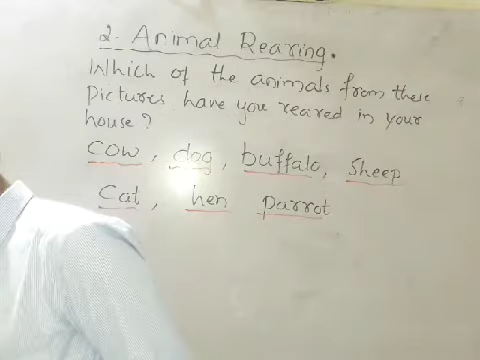 2. Animal Rearing.
Which of the animals from these
pictures have you reared in your
house?
Cow, dog, buffalo, Sheep
Cat, hen parrot